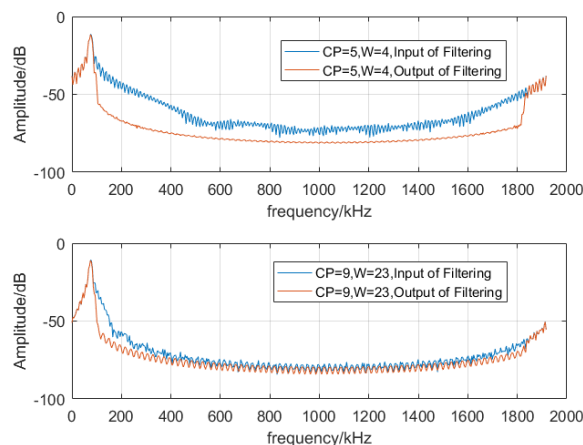 0
-50
-100
Amplitude/dB
CP=5,W=4,Input of Filtering
CP=5,W=4,Output of Filtering
0 200 400 600 800 1000 1200 1400 1600 1800 2000
frequency/kHz
0
-50
-100
Amplitude/dB
CP=9,W=23,Input of Filtering
CP=9,W=23,Output of Filtering
0 200 400 600 800 1000 1200 1400 1600 1800 2000
frequency/kHz